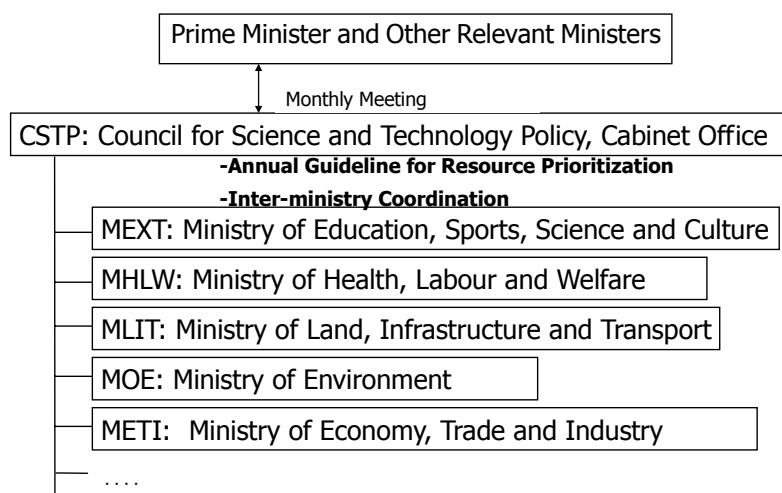 Prime Minister and Other Relevant Ministers
Monthly Meeting
CSTP: Council for Science and Technology Policy, Cabinet Office
-Annual Guideline for Resource Prioritization
-Inter-ministry Coordination
MEXT: Ministry of Education, Sports, Science and Culture
MHLW: Ministry of Health, Labour and Welfare
MLIT: Ministry of Land, Infrastructure and Transport
MOE: Ministry of Environment
METI: Ministry of Economy, Trade and Industry
....